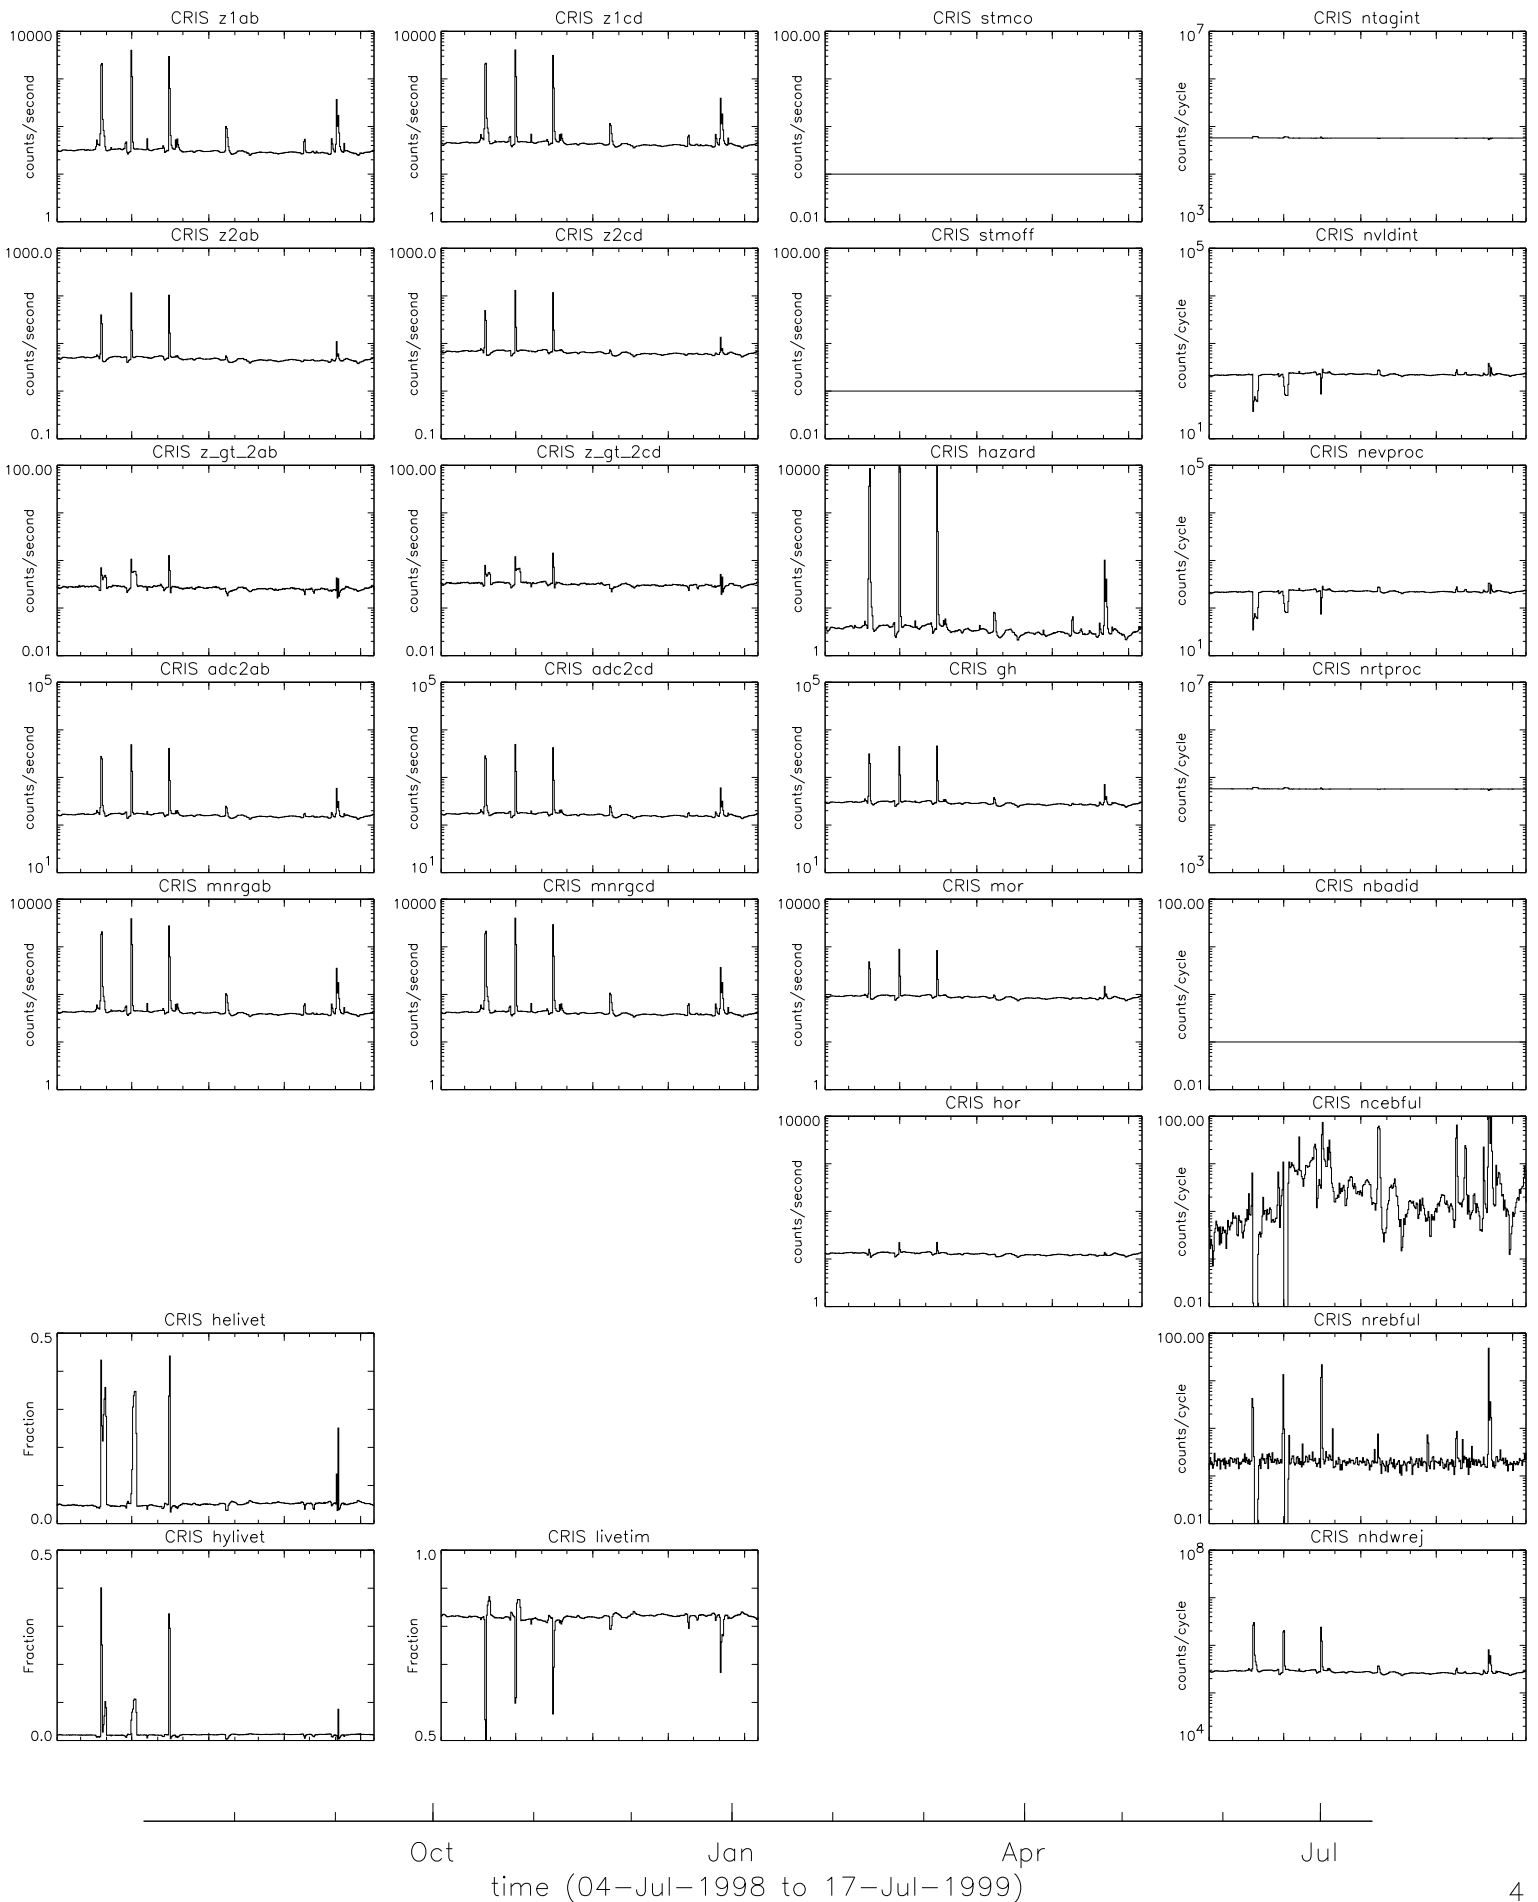 CRIS z1ab
10000
counts/second
1
CRIS z1cd
10000
counts/second
1
CRIS stmco
100.00
counts/second
0.01
CRIS ntagint
10^7
counts/cycle
10^3
CRIS z2ab
1000.0
counts/second
0.1
CRIS z2cd
1000.0
counts/second
0.1
CRIS stmoff
100.00
counts/second
0.01
CRIS nvldint
10^5
counts/cycle
10^1
CRIS z_gt_2ab
100.00
counts/second
0.01
CRIS z_gt_2cd
100.00
counts/second
0.01
CRIS hazard
10000
counts/second
1
CRIS nevproc
10^5
counts/cycle
10^1
CRIS adc2ab
10^5
counts/second
10^1
CRIS adc2cd
10^5
counts/second
10^1
CRIS gh
10^5
counts/second
10^1
CRIS nrtproc
10^7
counts/cycle
10^3
CRIS mnrgab
10000
counts/second
1
CRIS mnrgcd
10000
counts/second
1
CRIS mor
10000
counts/second
1
CRIS nbadid
100.00
counts/cycle
0.01
CRIS hor
10000
counts/second
1
CRIS ncebful
100.00
counts/cycle
0.01
CRIS helivet
0.5
Fraction
0.0
CRIS nrebful
100.00
counts/cycle
0.01
CRIS hylivet
0.5
Fraction
0.0
CRIS livetim
1.0
Fraction
0.5
CRIS nhdwrej
10^8
counts/cycle
10^4
Oct Jan Apr Jul
time (04-Jul-1998 to 17-Jul-1999)
4